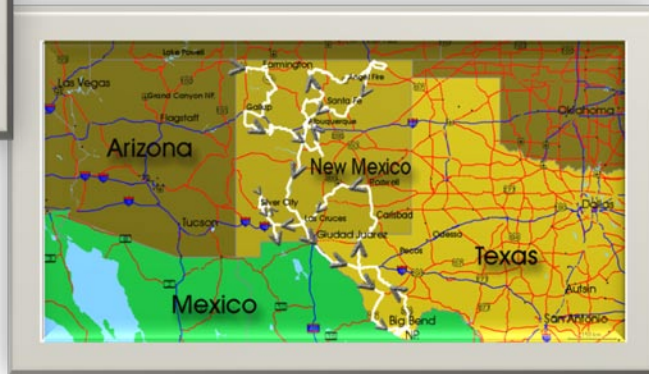 Lake Powell
Farmington
Angel Fire
Las Vegas
Grand Canyon NP.
Gallup
Santa Fe
Oklahoma
Flagstaff
Albuquerque
Arizona
New Mexico
Roswell
Silver City
Las Cruces
Carlsbad
Dallas
Tucson
Ciudad Juarez
Odessa
Pecos
Texas
Mexico
Autsin
Big Bend
NP
San Antonio